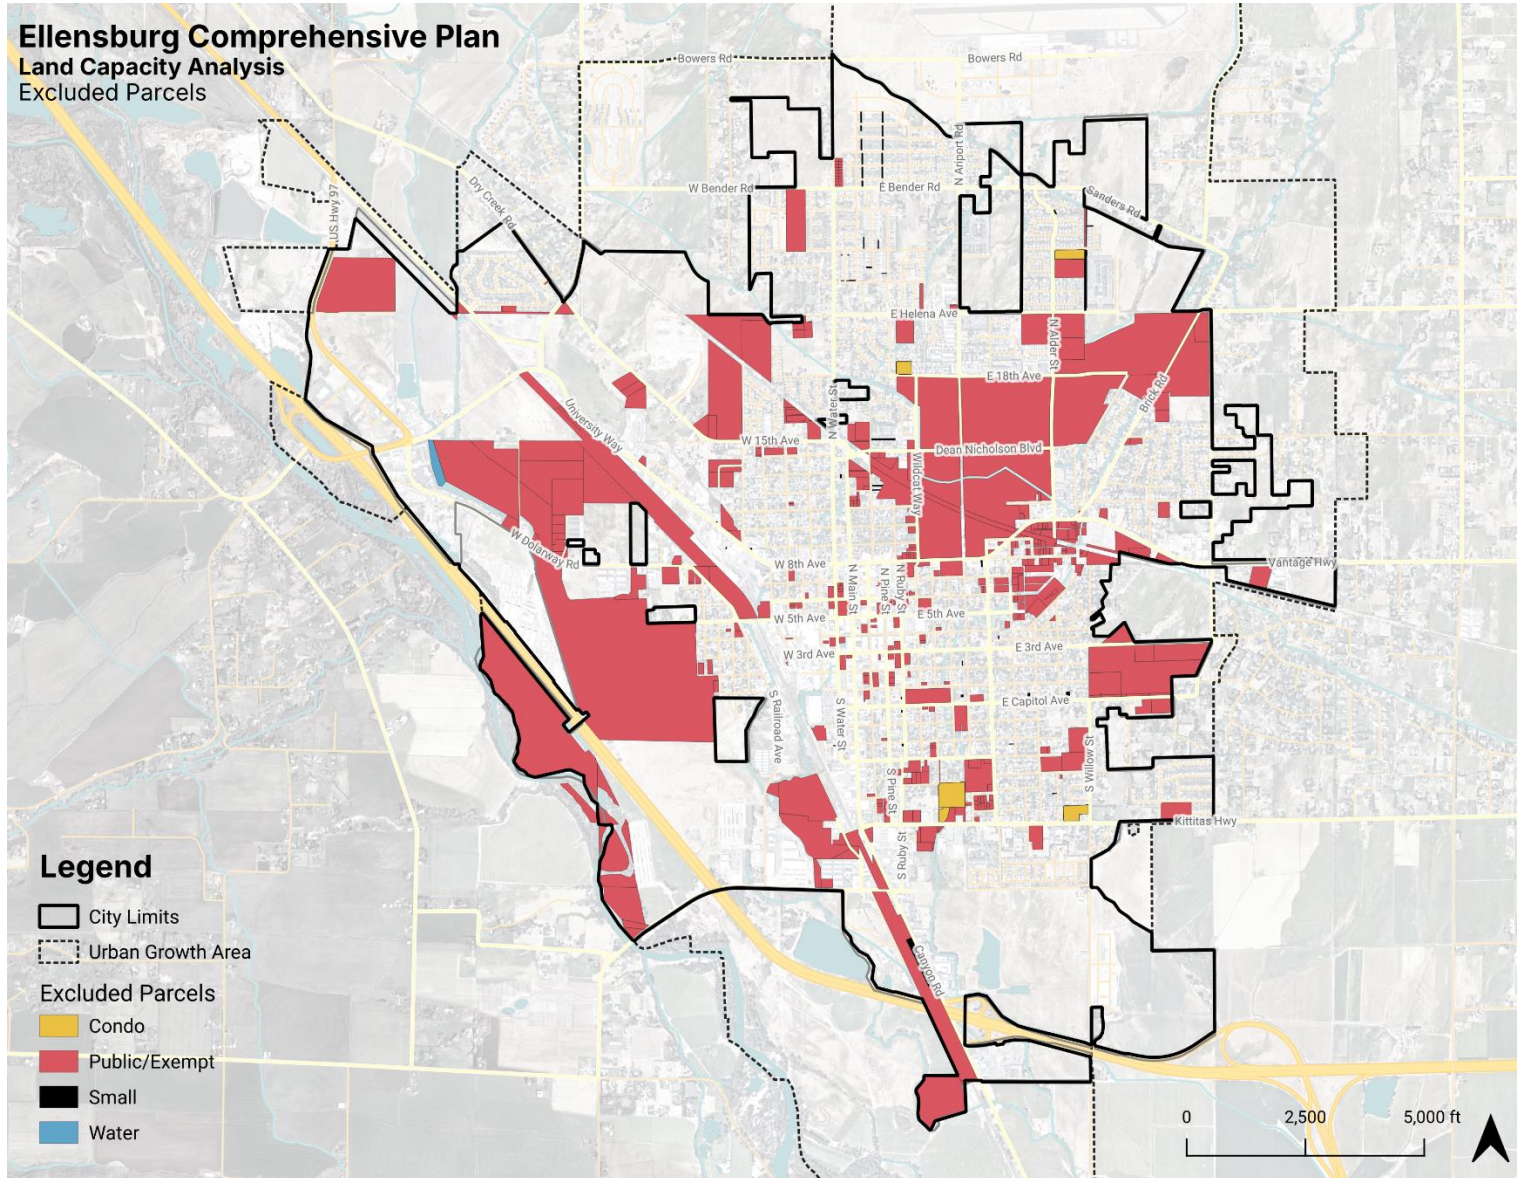 Ellensburg Comprehensive Plan
Land Capacity Analysis
Excluded Parcels
Bowers Rd
Bowers Rd
N Ariport Rd
US Hwy 97
Dry Creek Rd
W Bender Rd
E Bender Rd
Sanders Rd
E Helena Ave
N Alder St
E 18th Ave
Brick Rd
University Way
N Water St
W 15th Ave
Dean Nicholson Blvd
Wildcat Way
W Dolarway Rd
W 8th Ave
Vantage Hwy
N Main St
N Pine St
N Ruby St
W 5th Ave
E 5th Ave
W 3rd Ave
E 3rd Ave
S Railroad Ave
S Water St
E Capitol Ave
S Willow St
S Pine St
Kittitas Hwy
S Ruby St
Canyon Rd
Legend
City Limits
Urban Growth Area
Excluded Parcels
Condo
Public/Exempt
Small
Water
0 2,500 5,000 ft